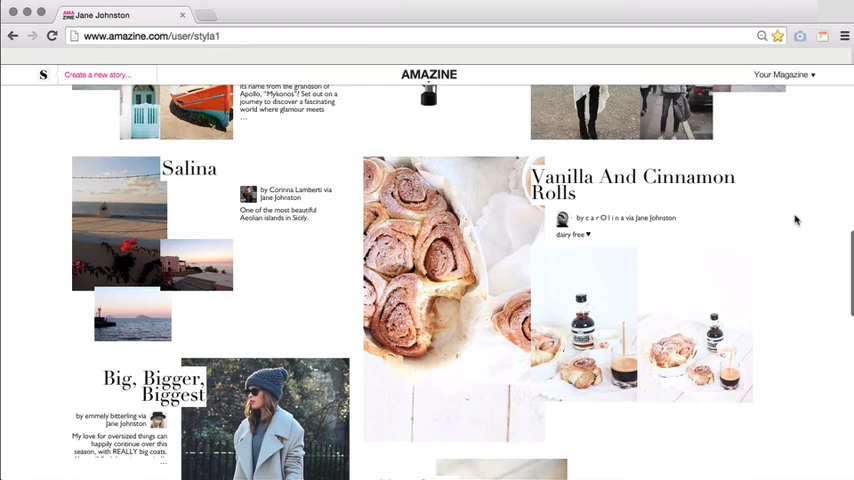 AMA
ZINE
Jane Johnston
www.amazine.com/user/styla1
S
Create a new story...
AMAZINE
Your Magazine ▾
its name from the grandson of
Apollo, "Mykonos"! Set out on a
journey to discover a fascinating
world where glamour meets
...
Salina
by Corinna Lamberti via
Jane Johnston
One of the most beautiful
Aeolian islands in Sicily.
Vanilla And Cinnamon
Rolls
by c a r O l i n a via Jane Johnston
dairy free ♥
Big, Bigger,
Biggest
by emmely bitterling via
Jane Johnston
My love for oversized things can
happily continue over this
season, with REALLY big coats.
...